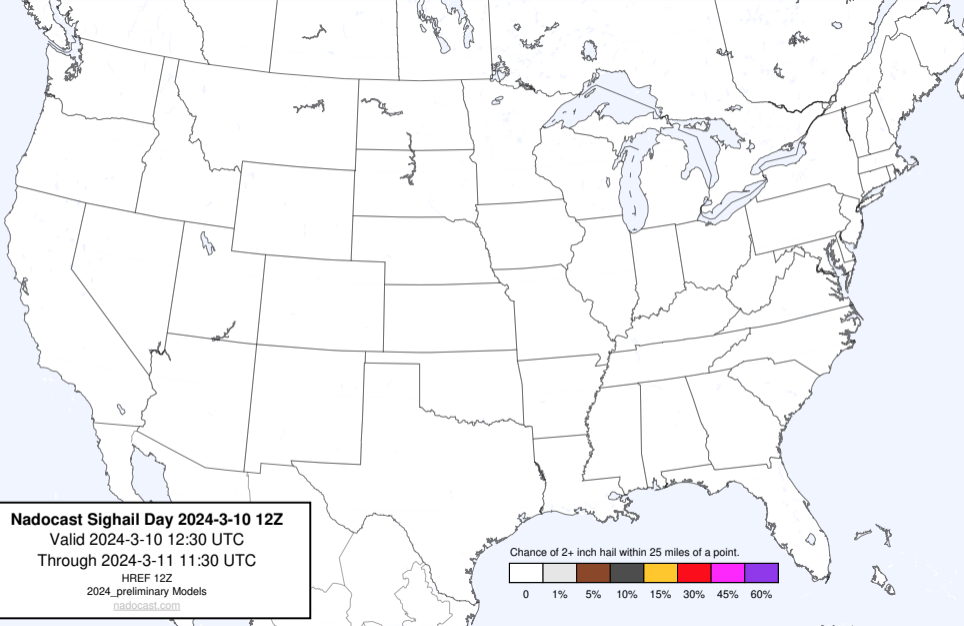 Nadocast Sighail Day 2024-3-10 12Z
Valid 2024-3-10 12:30 UTC
Through 2024-3-11 11:30 UTC
HREF 12Z
2024_preliminary Models
nadocast.com
Chance of 2+ inch hail within 25 miles of a point.
0 1% 5% 10% 15% 30% 45% 60%